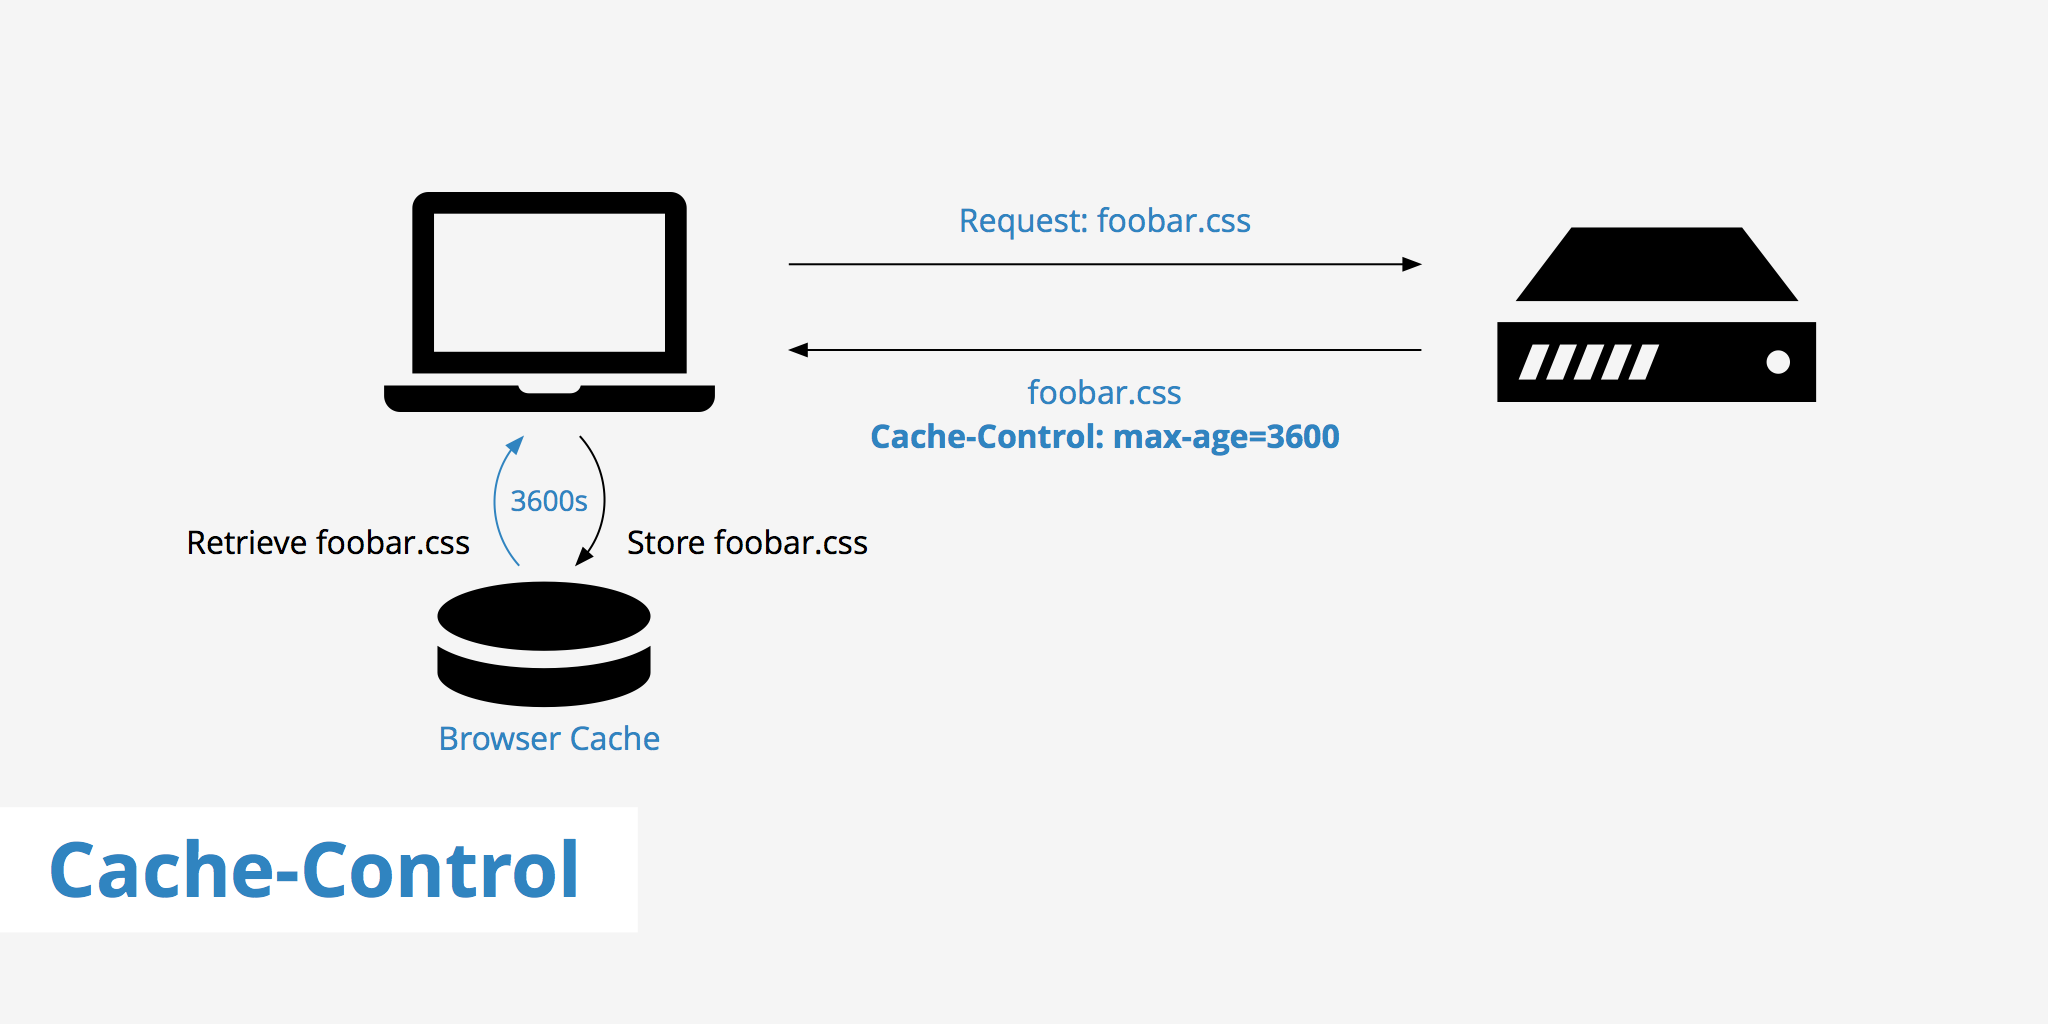 Request: foobar.css
foobar.css
Cache-Control: max-age=3600
3600s
Retrieve foobar.css
Store foobar.css
Browser Cache
Cache-Control